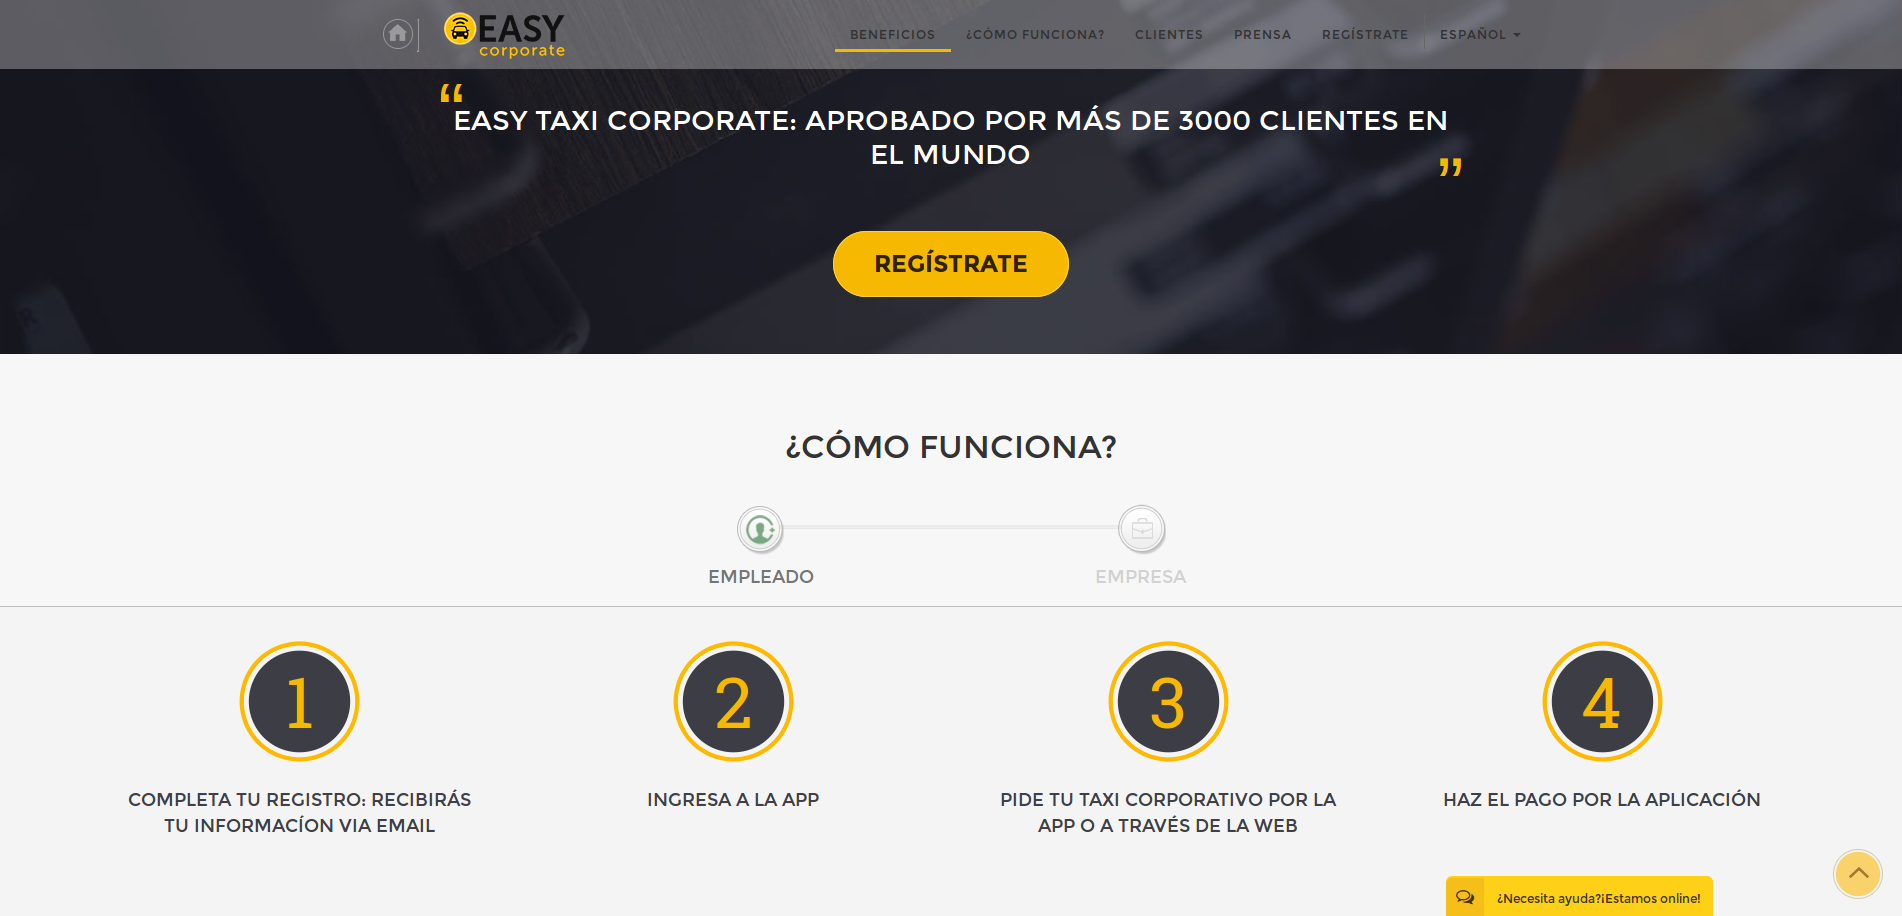 EASY
corporate
BENEFICIOS
¿CÓMO FUNCIONA?
CLIENTES
PRENSA
REGÍSTRATE
ESPAÑOL
“
EASY TAXI CORPORATE: APROBADO POR MÁS DE 3000 CLIENTES EN
EL MUNDO
”
REGÍSTRATE
¿CÓMO FUNCIONA?
EMPLEADO
EMPRESA
1
2
3
4
COMPLETA TU REGISTRO: RECIBIRÁS
TU INFORMACÍON VIA EMAIL
INGRESA A LA APP
PIDE TU TAXI CORPORATIVO POR LA
APP O A TRAVÉS DE LA WEB
HAZ EL PAGO POR LA APLICACIÓN
¿Necesita ayuda?¡Estamos online!